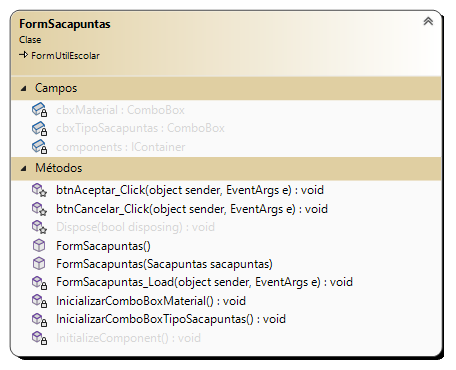 FormSacapuntas
Clase
FormUtilEscolar
Campos
cbxMaterial : ComboBox
cbxTipoSacapuntas : ComboBox
components : IContainer
Métodos
btnAceptar_Click(object sender, EventArgs e) : void
btnCancelar_Click(object sender, EventArgs e) : void
Dispose(bool disposing) : void
FormSacapuntas()
FormSacapuntas(Sacapuntas sacapuntas)
FormSacapuntas_Load(object sender, EventArgs e) : void
InicializarComboBoxMaterial() : void
InicializarComboBoxTipoSacapuntas() : void
InitializeComponent() : void